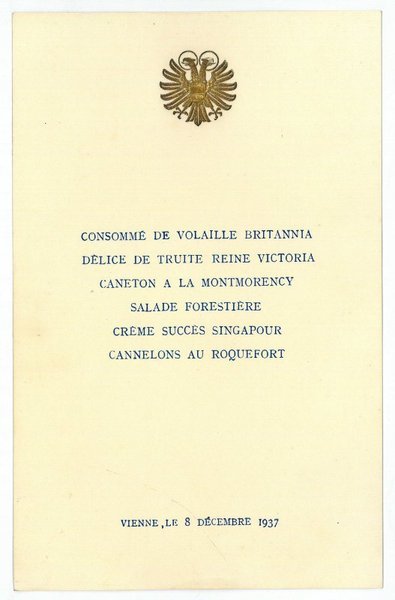 CONSOMMÉ DE VOLAILLE BRITANNIA
DÉLICE DE TRUITE REINE VICTORIA
CANETON A LA MONTMORENCY
SALADE FORESTIÈRE
CRÈME SUCCÈS SINGAPOUR
CANNELONS AU ROQUEFORT
VIENNE, LE 8 DÉCEMBRE 1937